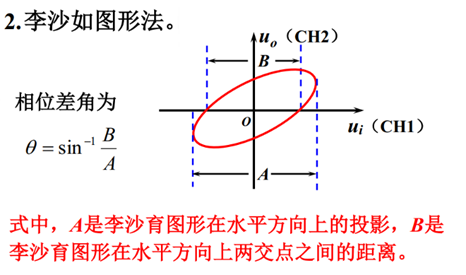 2.李沙如图形法。
uo（CH2）
B
相位差角为
O
ui（CH1）
θ = sin⁻¹ B/A
A
式中，A是李沙育图形在水平方向上的投影，B是
李沙育图形在水平方向上两交点之间的距离。